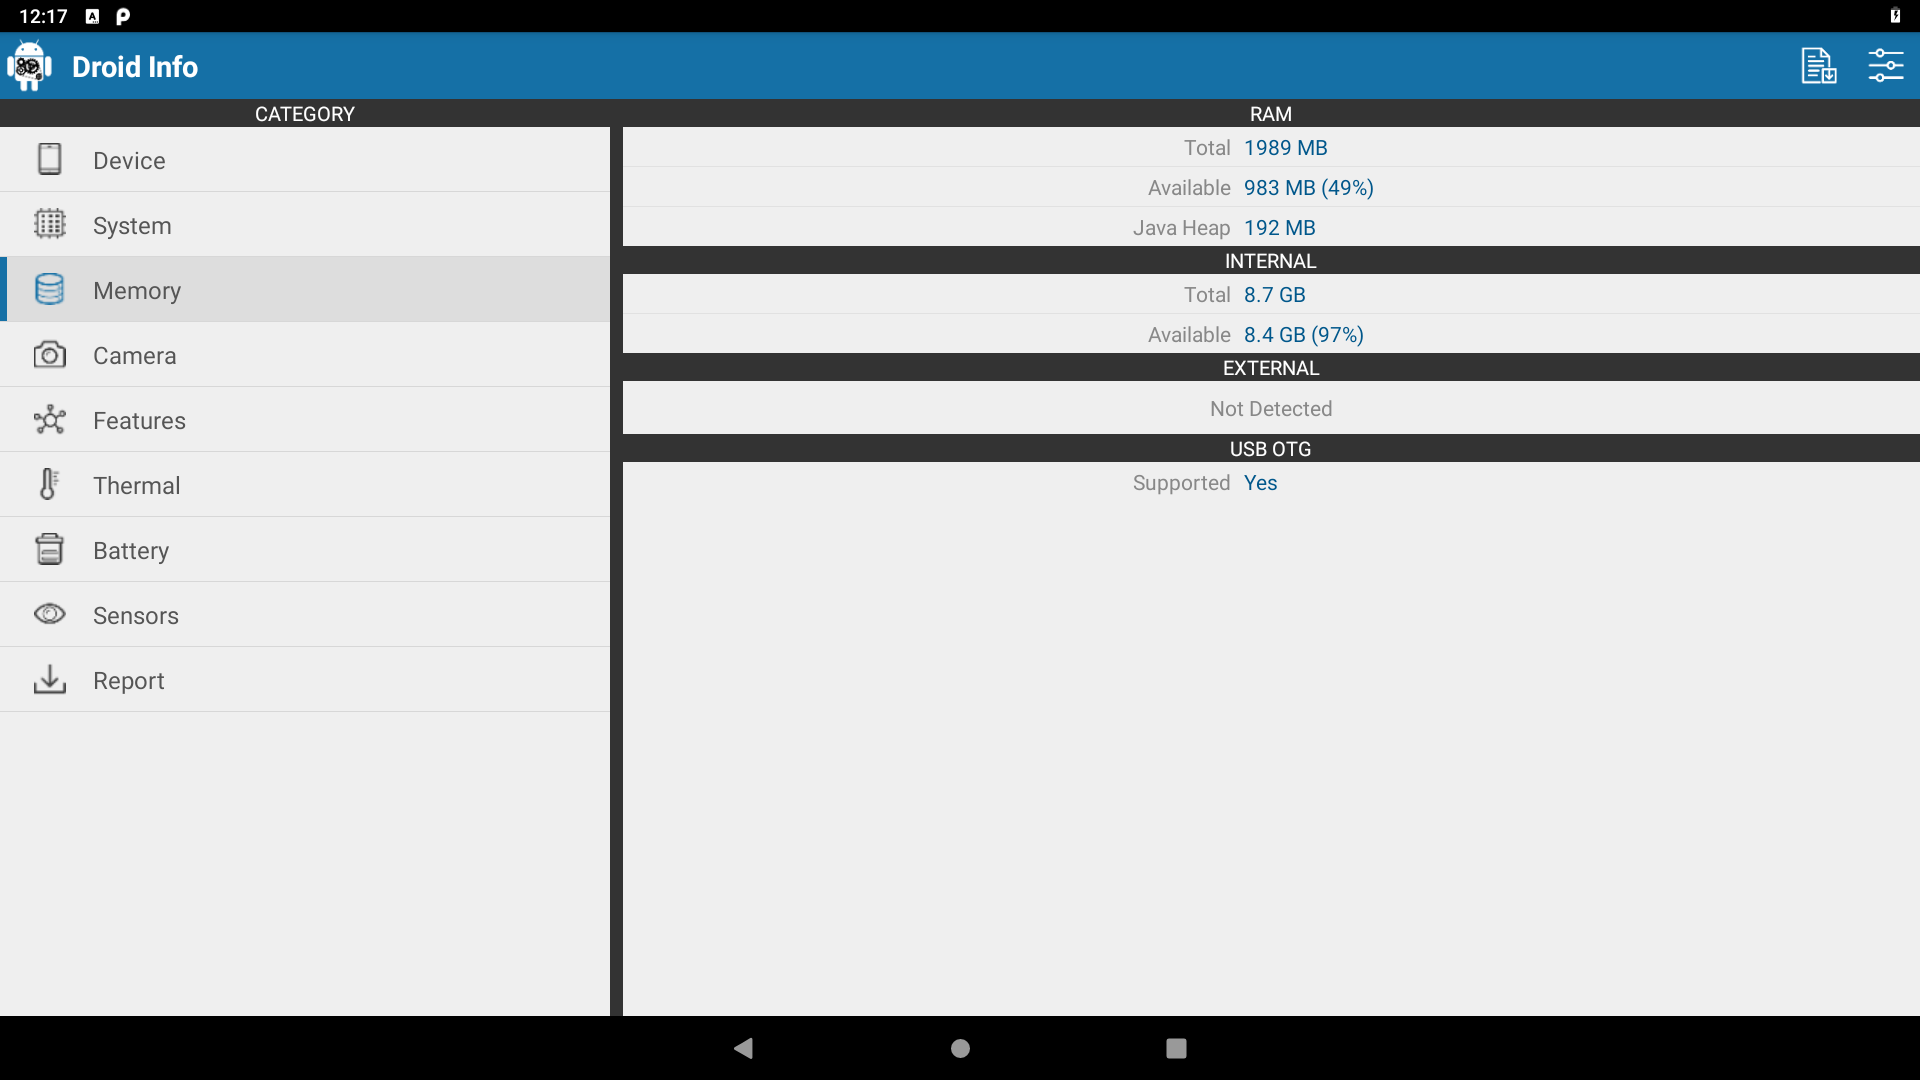 12:17
Droid Info
CATEGORY
Device
System
Memory
Camera
Features
Thermal
Battery
Sensors
Report
RAM
Total 1989 MB
Available 983 MB (49%)
Java Heap 192 MB
INTERNAL
Total 8.7 GB
Available 8.4 GB (97%)
EXTERNAL
Not Detected
USB OTG
Supported Yes